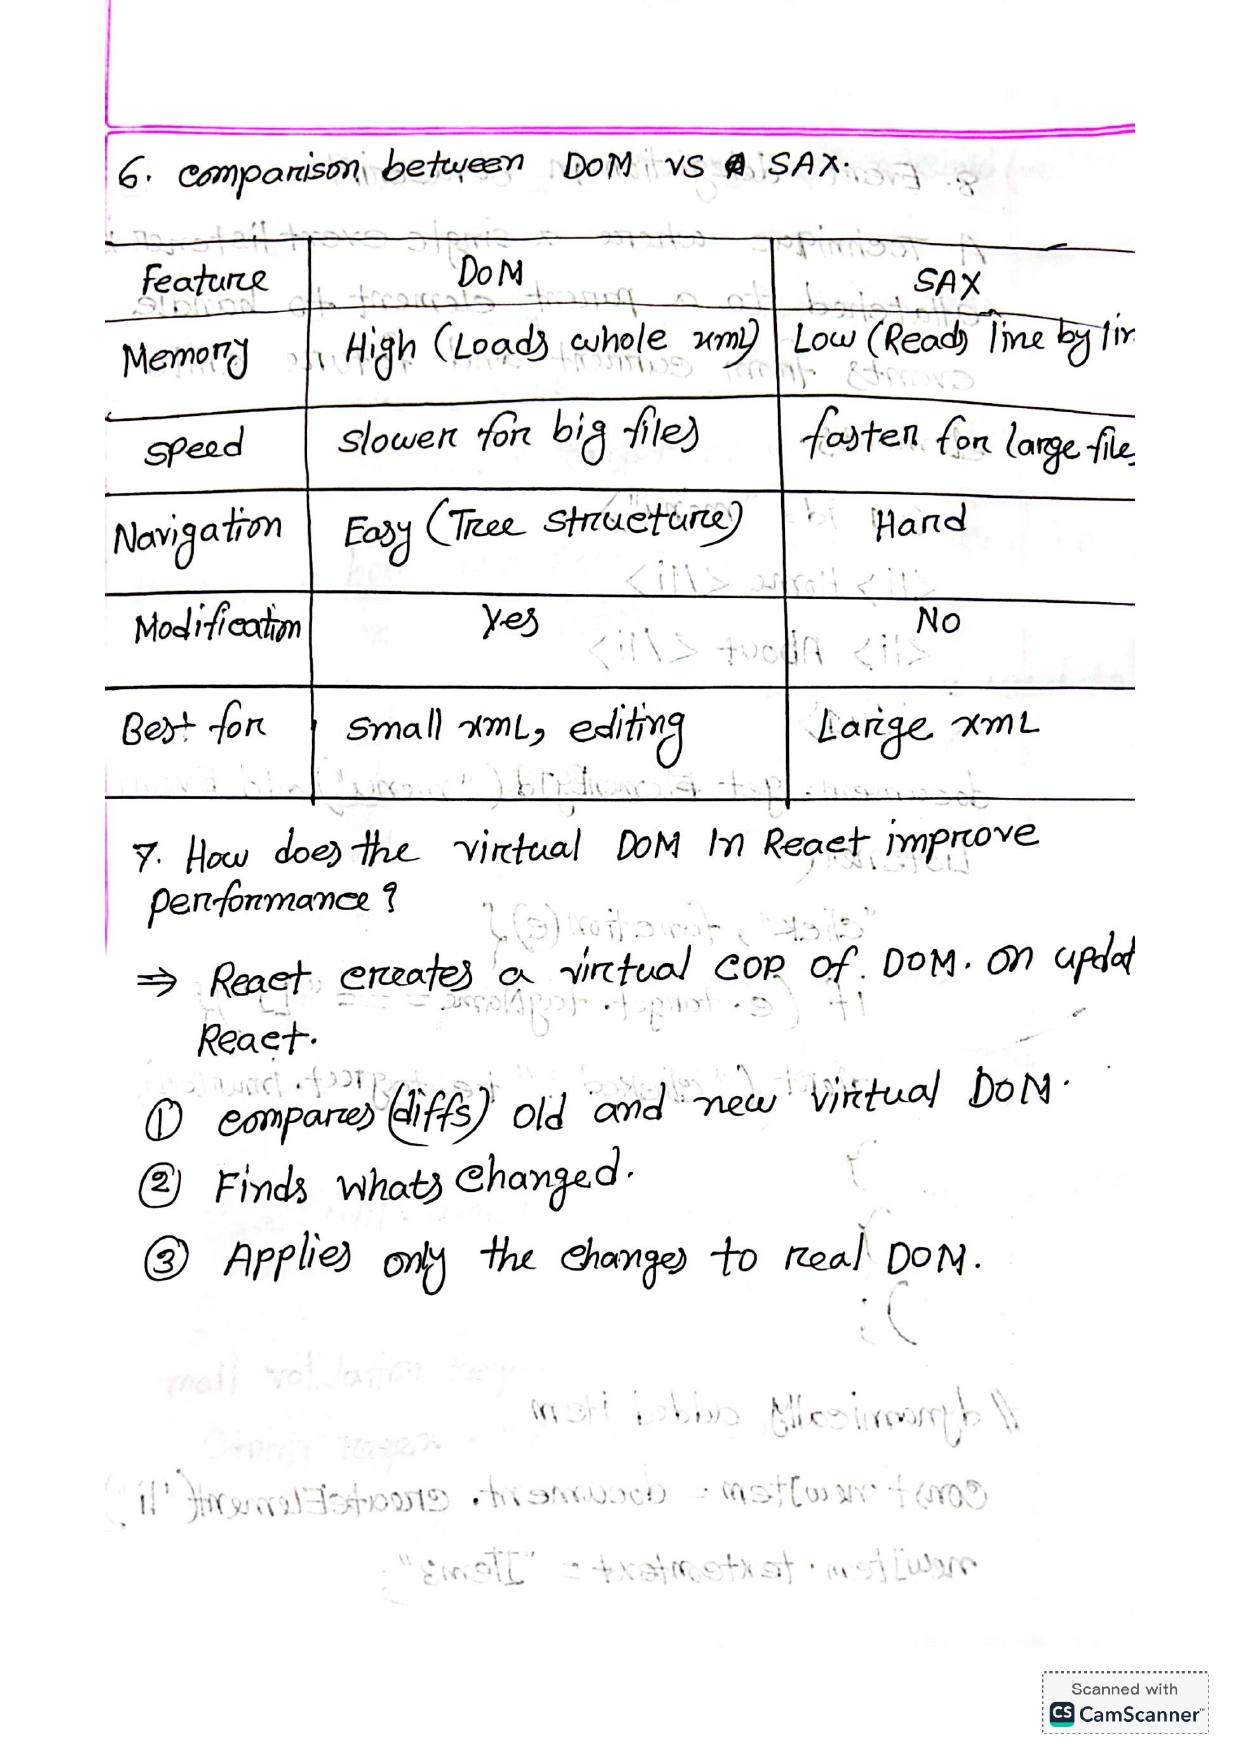 6. comparison between DOM vs SAX.
Feature DOM SAX
Memory High (Loads whole xmL) Low (Reads line by lin
speed slower for big files faster for large file
Navigation Easy (Tree structure) Hard
Modification Yes No
Best for small xmL, editing Large xmL
7. How does the virtual DOM In React improve
performance?
⇒ React creates a virtual COP of DOM. on updat
React.
① compares (diffs) old and new virtual DOM.
② Finds whats changed.
③ Applies only the changes to real DOM.
Scanned with
CS CamScanner